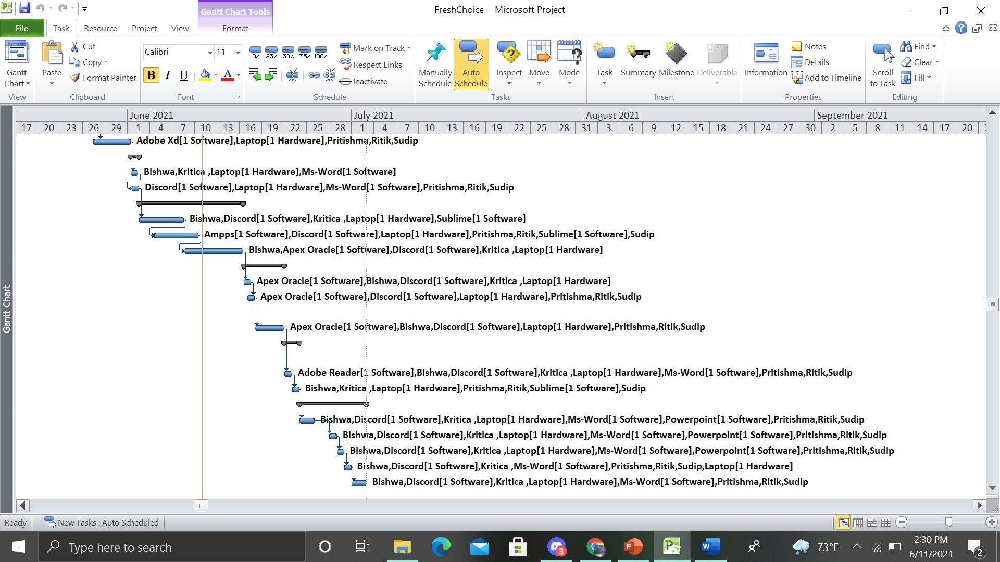 FreshChoice - Microsoft Project
Gantt Chart Tools
File Task Resource Project View Format
Gantt Chart
View
Paste
Cut
Copy
Format Painter
Clipboard
Calibri 11
B I U A
Font
0% 25% 50% 75% 100%
Mark on Track
Respect Links
Inactivate
Schedule
Manually Schedule
Auto Schedule
Inspect
Move
Mode
Tasks
Task
Summary
Milestone
Deliverable
Insert
Information
Notes
Details
Add to Timeline
Properties
Scroll to Task
Find
Clear
Fill
Editing
June 2021 July 2021 August 2021 September 2021
17 20 23 26 29 1 4 7 10 13 16 19 22 25 28 1 4 7 10 13 16 19 22 25 28 31 3 6 9 12 15 18 21 24 27 30 2 5 8 11 14 17 20
Adobe Xd[1 Software],Laptop[1 Hardware],Pritishma,Ritik,Sudip
Bishwa,Kritica ,Laptop[1 Hardware],Ms-Word[1 Software]
Discord[1 Software],Laptop[1 Hardware],Ms-Word[1 Software],Pritishma,Ritik,Sudip
Bishwa,Discord[1 Software],Kritica ,Laptop[1 Hardware],Sublime[1 Software]
Ampps[1 Software],Discord[1 Software],Laptop[1 Hardware],Pritishma,Ritik,Sublime[1 Software],Sudip
Bishwa,Apex Oracle[1 Software],Discord[1 Software],Kritica ,Laptop[1 Hardware]
Apex Oracle[1 Software],Bishwa,Discord[1 Software],Kritica ,Laptop[1 Hardware]
Apex Oracle[1 Software],Discord[1 Software],Laptop[1 Hardware],Pritishma,Ritik,Sudip
Apex Oracle[1 Software],Bishwa,Discord[1 Software],Laptop[1 Hardware],Pritishma,Ritik,Sudip
Adobe Reader[1 Software],Bishwa,Discord[1 Software],Kritica ,Laptop[1 Hardware],Ms-Word[1 Software],Pritishma,Ritik,Sudip
Bishwa,Kritica ,Laptop[1 Hardware],Pritishma,Ritik,Sublime[1 Software],Sudip
Bishwa,Discord[1 Software],Kritica ,Laptop[1 Hardware],Ms-Word[1 Software],Powerpoint[1 Software],Pritishma,Ritik,Sudip
Bishwa,Discord[1 Software],Kritica ,Laptop[1 Hardware],Ms-Word[1 Software],Powerpoint[1 Software],Pritishma,Ritik,Sudip
Bishwa,Discord[1 Software],Kritica ,Laptop[1 Hardware],Ms-Word[1 Software],Powerpoint[1 Software],Pritishma,Ritik,Sudip
Bishwa,Discord[1 Software],Kritica ,Ms-Word[1 Software],Pritishma,Ritik,Sudip,Laptop[1 Hardware]
Bishwa,Discord[1 Software],Kritica ,Laptop[1 Hardware],Ms-Word[1 Software],Pritishma,Ritik,Sudip
Gantt Chart
Ready New Tasks : Auto Scheduled
Type here to search
3
73°F
2:30 PM
6/11/2021
2